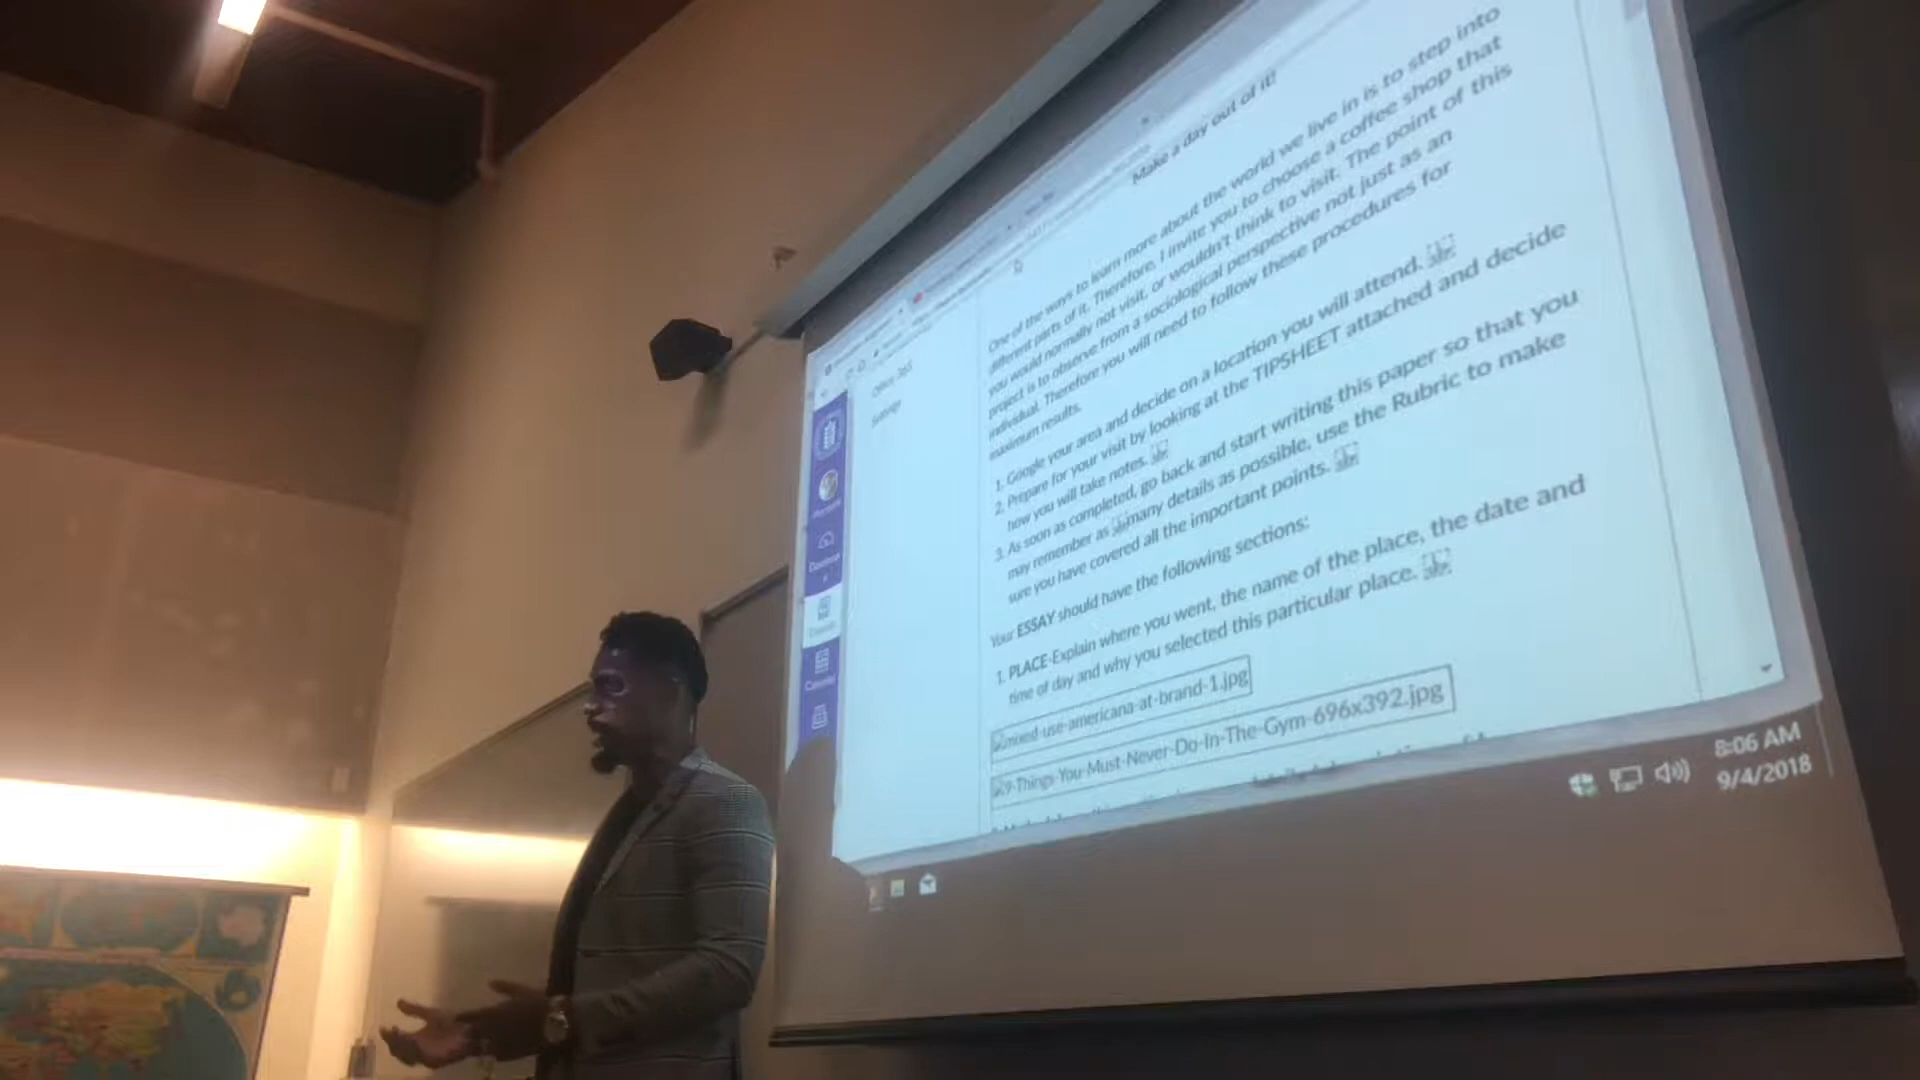 Make a day out of it!
One of the ways to learn more about the world we live in is to step into
different parts of it. Therefore, I invite you to choose a coffee shop that
you would normally not visit, or wouldn't think to visit. The point of this
project is to observe from a sociological perspective not just as an
individual. Therefore you will need to follow these procedures for
maximum results.
1. Google your area and decide on a location you will attend.
2. Prepare for your visit by looking at the TIPSHEET attached and decide
how you will take notes.
3. As soon as completed, go back and start writing this paper so that you
may remember as many details as possible, use the Rubric to make
sure you have covered all the important points.
Your ESSAY should have the following sections:
1. PLACE-Explain where you went, the name of the place, the date and
time of day and why you selected this particular place.
mixed-use-americana-at-brand-1.jpg
9-Things-You-Must-Never-Do-In-The-Gym-696x392.jpg
Office 365
Settings
Calendar
8:06 AM
9/4/2018